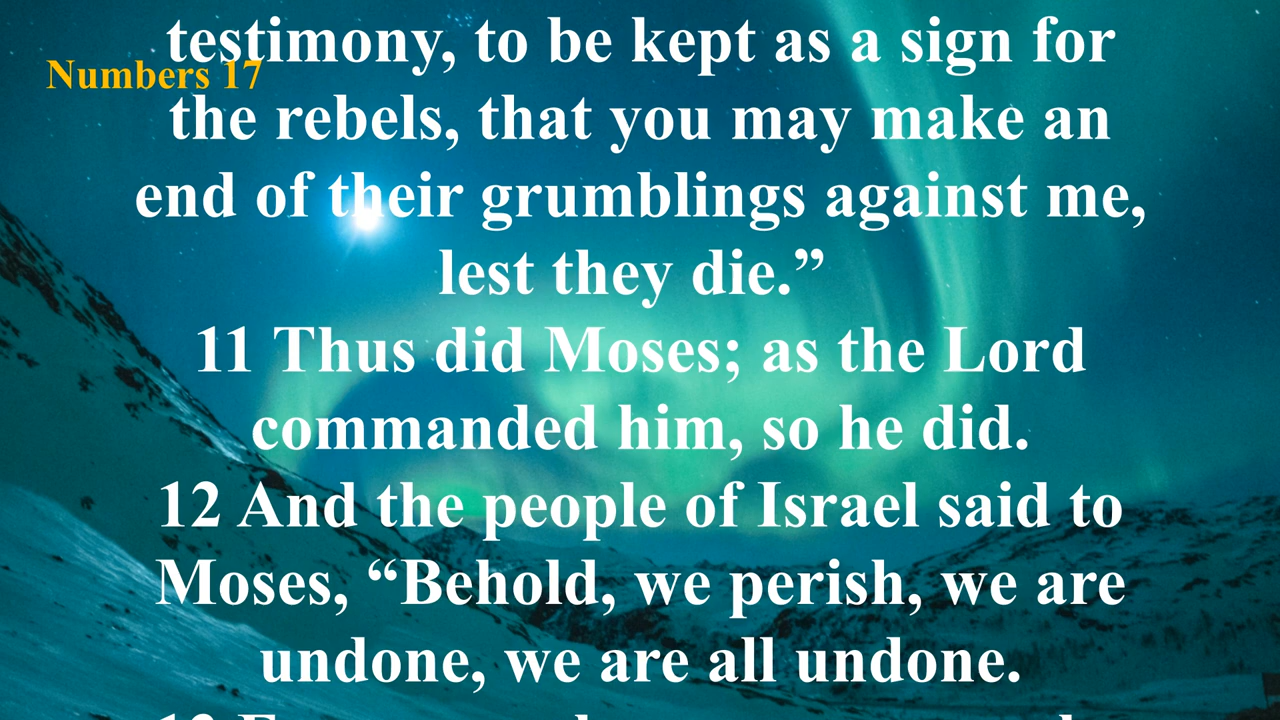 testimony, to be kept as a sign for
Numbers 17
the rebels, that you may make an
end of their grumblings against me,
lest they die.”
11 Thus did Moses; as the Lord
commanded him, so he did.
12 And the people of Israel said to
Moses, “Behold, we perish, we are
undone, we are all undone.